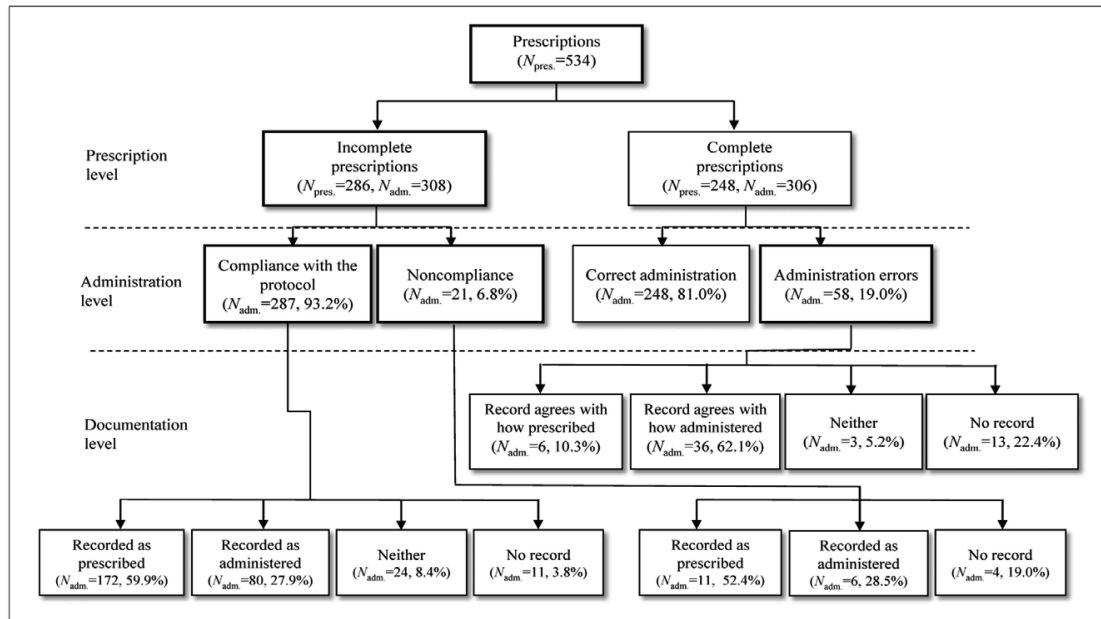 Prescriptions
(Npres.=534)
Prescription
level
Incomplete
prescriptions
(Npres.=286, Nadm.=308)
Complete
prescriptions
(Npres.=248, Nadm.=306)
Administration
level
Compliance with the
protocol
(Nadm.=287, 93.2%)
Noncompliance
(Nadm.=21, 6.8%)
Correct administration
(Nadm.=248, 81.0%)
Administration errors
(Nadm.=58, 19.0%)
Documentation
level
Record agrees with
how prescribed
(Nadm.=6, 10.3%)
Record agrees with
how administered
(Nadm.=36, 62.1%)
Neither
(Nadm.=3, 5.2%)
No record
(Nadm.=13, 22.4%)
Recorded as
prescribed
(Nadm.=172, 59.9%)
Recorded as
administered
(Nadm.=80, 27.9%)
Neither
(Nadm.=24, 8.4%)
No record
(Nadm.=11, 3.8%)
Recorded as
prescribed
(Nadm.=11, 52.4%)
Recorded as
administered
(Nadm.=6, 28.5%)
No record
(Nadm.=4, 19.0%)